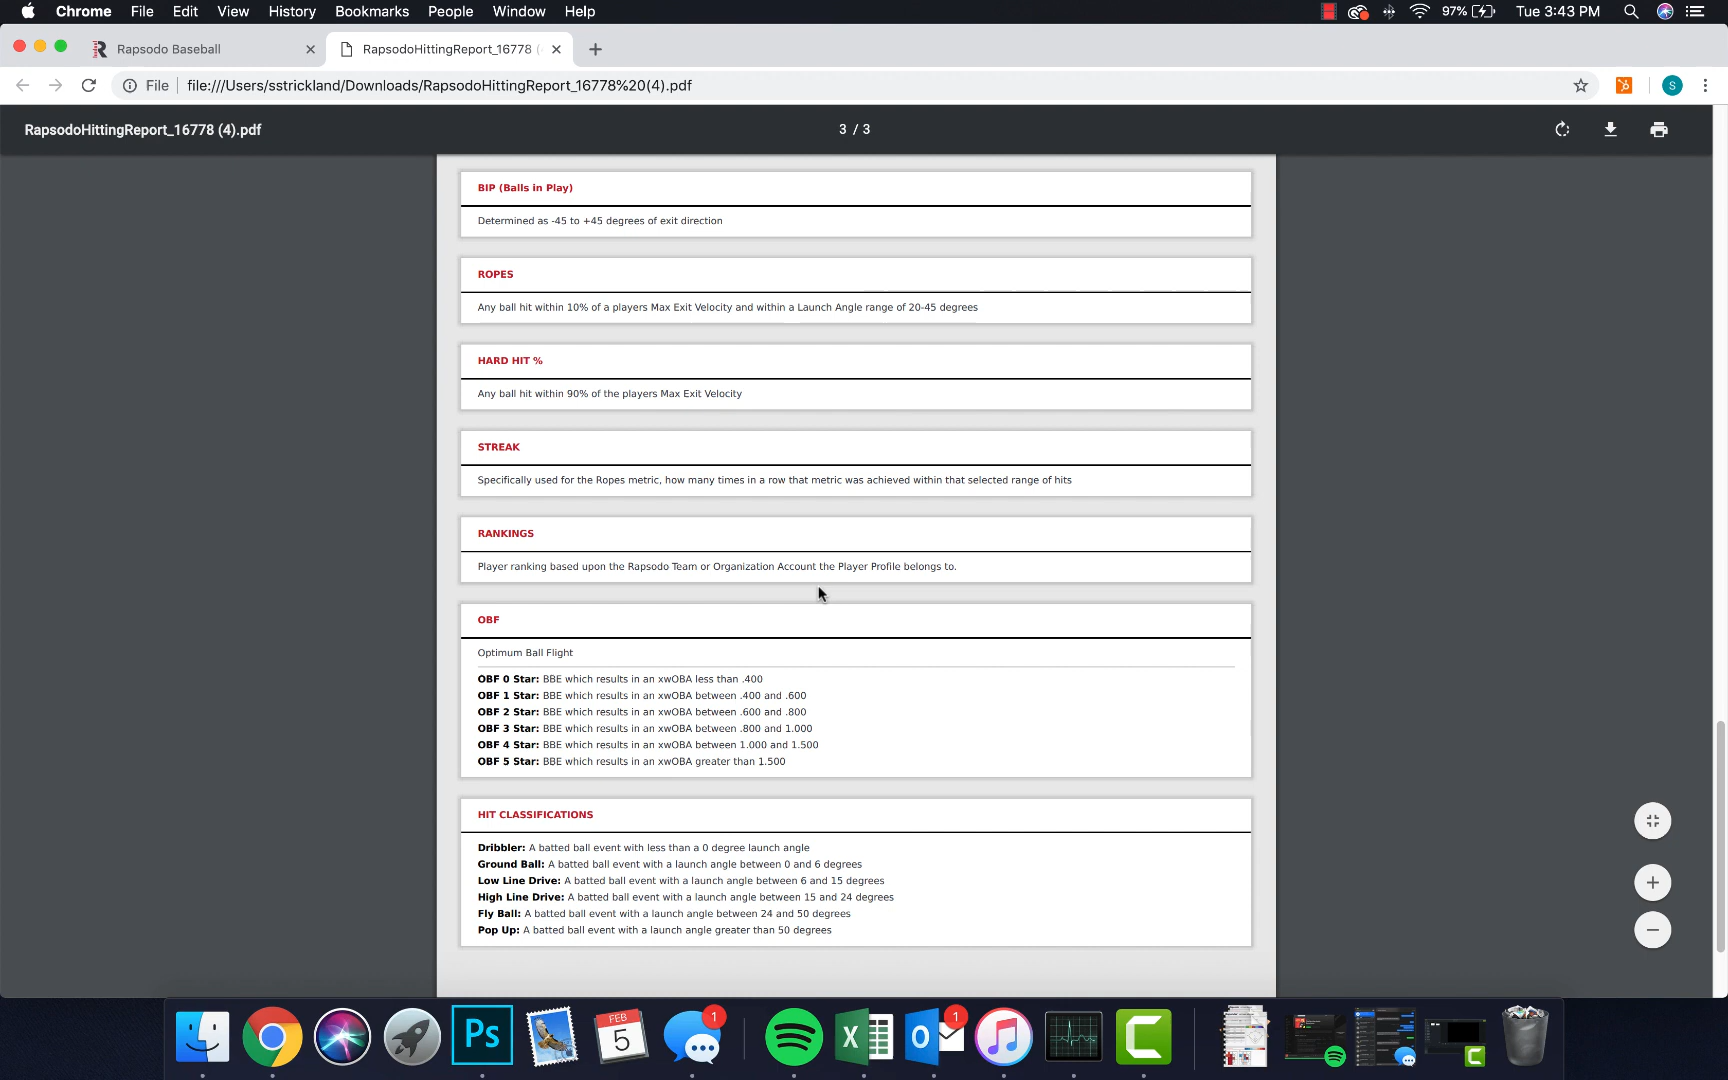 Chrome File Edit View History Bookmarks People Window Help 97% Tue 3:43 PM
Rapsodo Baseball RapsodoHittingReport_16778 (
File file:///Users/sstrickland/Downloads/RapsodoHittingReport_16778%20(4).pdf S
RapsodoHittingReport_16778 (4).pdf 3 / 3
BIP (Balls in Play)
Determined as -45 to +45 degrees of exit direction
ROPES
Any ball hit within 10% of a players Max Exit Velocity and within a Launch Angle range of 20-45 degrees
HARD HIT %
Any ball hit within 90% of the players Max Exit Velocity
STREAK
Specifically used for the Ropes metric, how many times in a row that metric was achieved within that selected range of hits
RANKINGS
Player ranking based upon the Rapsodo Team or Organization Account the Player Profile belongs to.
OBF
Optimum Ball Flight
OBF 0 Star: BBE which results in an xwOBA less than .400
OBF 1 Star: BBE which results in an xwOBA between .400 and .600
OBF 2 Star: BBE which results in an xwOBA between .600 and .800
OBF 3 Star: BBE which results in an xwOBA between .800 and 1.000
OBF 4 Star: BBE which results in an xwOBA between 1.000 and 1.500
OBF 5 Star: BBE which results in an xwOBA greater than 1.500
HIT CLASSIFICATIONS
Dribbler: A batted ball event with less than a 0 degree launch angle
Ground Ball: A batted ball event with a launch angle between 0 and 6 degrees
Low Line Drive: A batted ball event with a launch angle between 6 and 15 degrees
High Line Drive: A batted ball event with a launch angle between 15 and 24 degrees
Fly Ball: A batted ball event with a launch angle between 24 and 50 degrees
Pop Up: A batted ball event with a launch angle greater than 50 degrees
Ps FEB 5 1 1